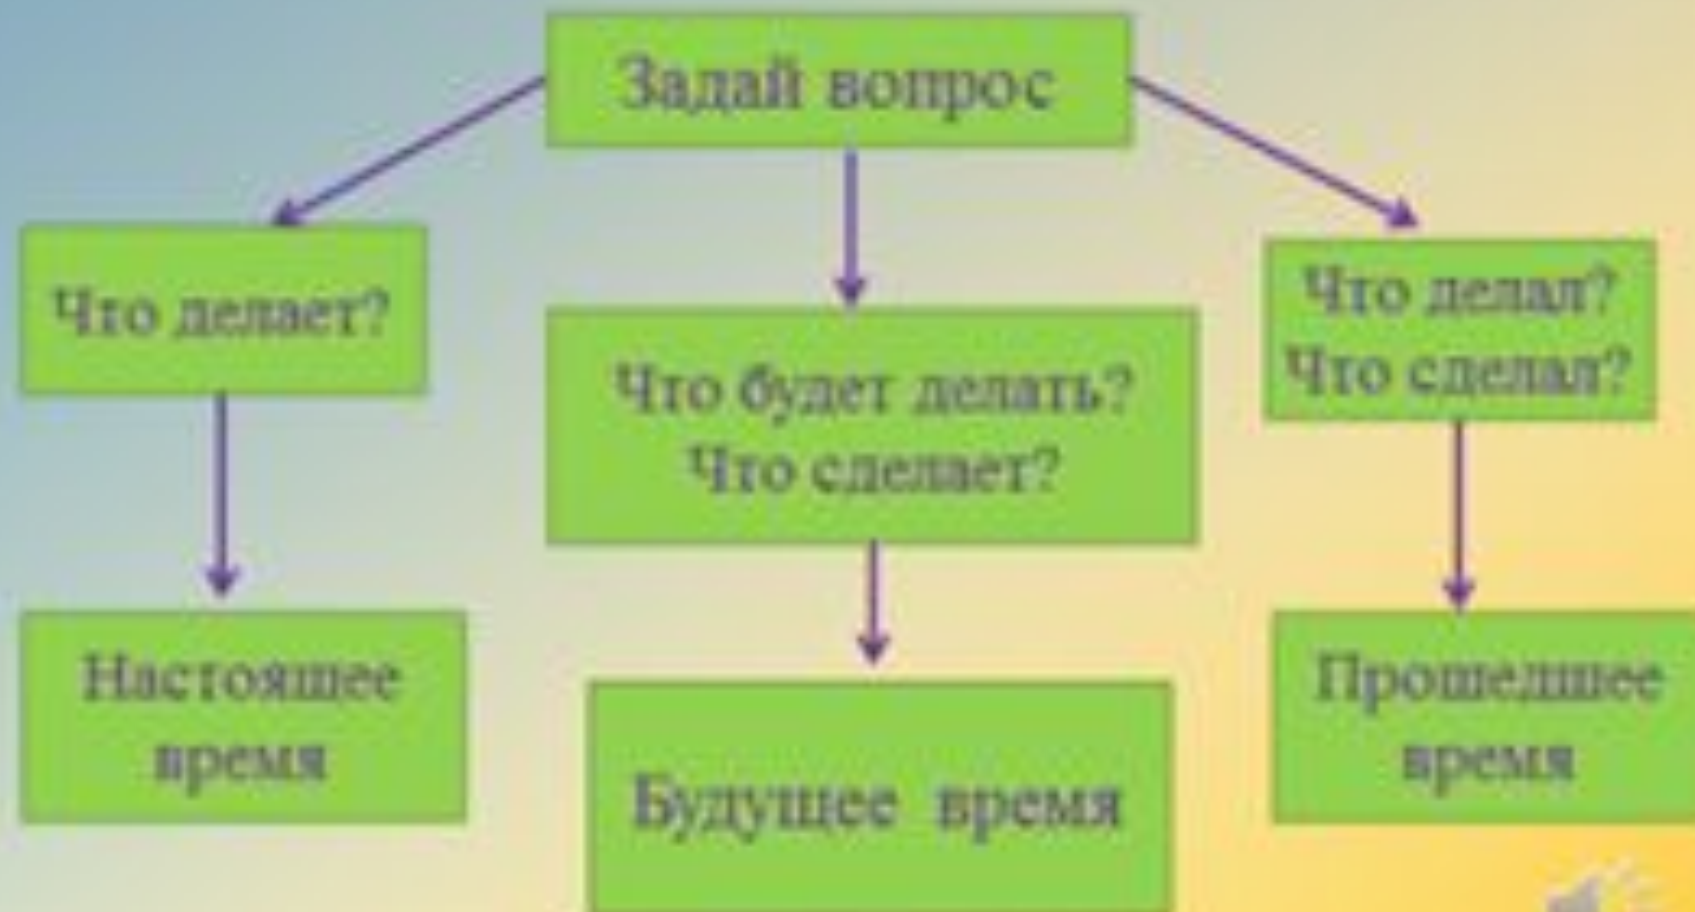 Задай вопрос
Что делает?
Что будет делать?
Что сделает?
Что делал?
Что сделал?
Настоящее
время
Будущее время
Прошедшее
время